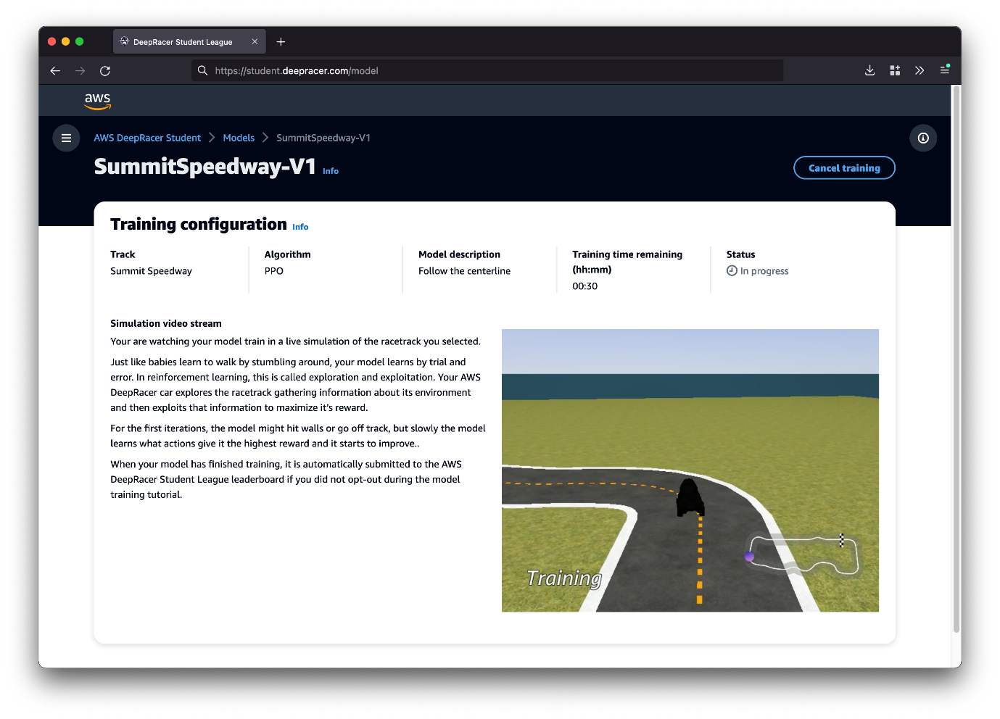 DeepRacer Student League
https://student.deepracer.com/model
aws
AWS DeepRacer Student > Models > SummitSpeedway-V1
SummitSpeedway-V1 Info
Cancel training
Training configuration Info
Track
Summit Speedway
Algorithm
PPO
Model description
Follow the centerline
Training time remaining
(hh:mm)
00:30
Status
In progress
Simulation video stream
Your are watching your model train in a live simulation of the racetrack you selected.
Just like babies learn to walk by stumbling around, your model learns by trial and
error. In reinforcement learning, this is called exploration and exploitation. Your AWS
DeepRacer car explores the racetrack gathering information about its environment
and then exploits that information to maximize it's reward.
For the first iterations, the model might hit walls or go off track, but slowly the model
learns what actions give it the highest reward and it starts to improve..
When your model has finished training, it is automatically submitted to the AWS
DeepRacer Student League leaderboard if you did not opt-out during the model
training tutorial.
Training